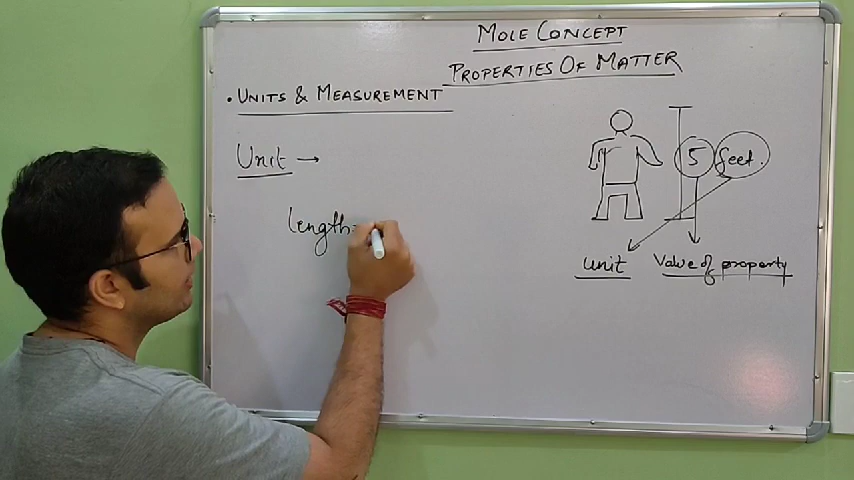 MOLE CONCEPT
PROPERTIES OF MATTER
• UNITS & MEASUREMENT
Unit →
5 feet.
length
unit
Value of property